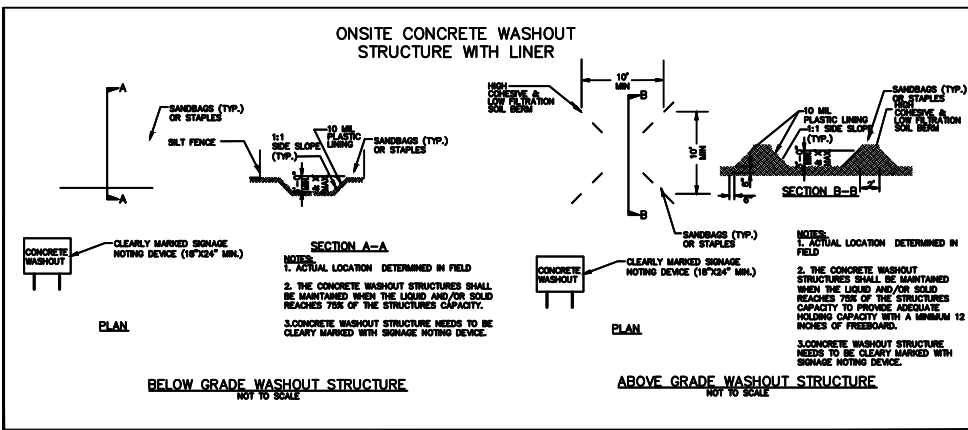 ONSITE CONCRETE WASHOUT
STRUCTURE WITH LINER
A
A
SANDBAGS (TYP.)
OR STAPLES
SILT FENCE
1:1
SIDE SLOPE
(TYP.)
10 MIL
PLASTIC
LINING
SANDBAGS (TYP.)
OR STAPLES
SECTION A-A
CONCRETE
WASHOUT
CLEARLY MARKED SIGNAGE
NOTING DEVICE (18"X24" MIN.)
PLAN
NOTES:
1. ACTUAL LOCATION DETERMINED IN FIELD
2. THE CONCRETE WASHOUT STRUCTURES SHALL
BE MAINTAINED WHEN THE LIQUID AND/OR SOLID
REACHES 75% OF THE STRUCTURES CAPACITY.
3.CONCRETE WASHOUT STRUCTURE NEEDS TO BE
CLEARY MARKED WITH SIGNAGE NOTING DEVICE.
BELOW GRADE WASHOUT STRUCTURE
NOT TO SCALE
HIGH
COHESIVE &
LOW FILTRATION
SOIL BERM
10'
MIN
B
B
10'
MIN
SANDBAGS (TYP.)
OR STAPLES
10 MIL
PLASTIC LINING
1:1 SIDE SLOPE
(TYP.)
SANDBAGS (TYP.)
OR STAPLES
HIGH
COHESIVE &
LOW FILTRATION
SOIL BERM
6"
6"
2'
SECTION B-B
CONCRETE
WASHOUT
CLEARLY MARKED SIGNAGE
NOTING DEVICE (18"X24" MIN.)
PLAN
NOTES:
1. ACTUAL LOCATION DETERMINED IN
FIELD
2. THE CONCRETE WASHOUT
STRUCTURES SHALL BE MAINTAINED
WHEN THE LIQUID AND/OR SOLID
REACHES 75% OF THE STRUCTURES
CAPACITY TO PROVIDE ADEQUATE
HOLDING CAPACITY WITH A MINIMUM 12
INCHES OF FREEBOARD.
3.CONCRETE WASHOUT STRUCTURE
NEEDS TO BE CLEARY MARKED WITH
SIGNAGE NOTING DEVICE.
ABOVE GRADE WASHOUT STRUCTURE
NOT TO SCALE